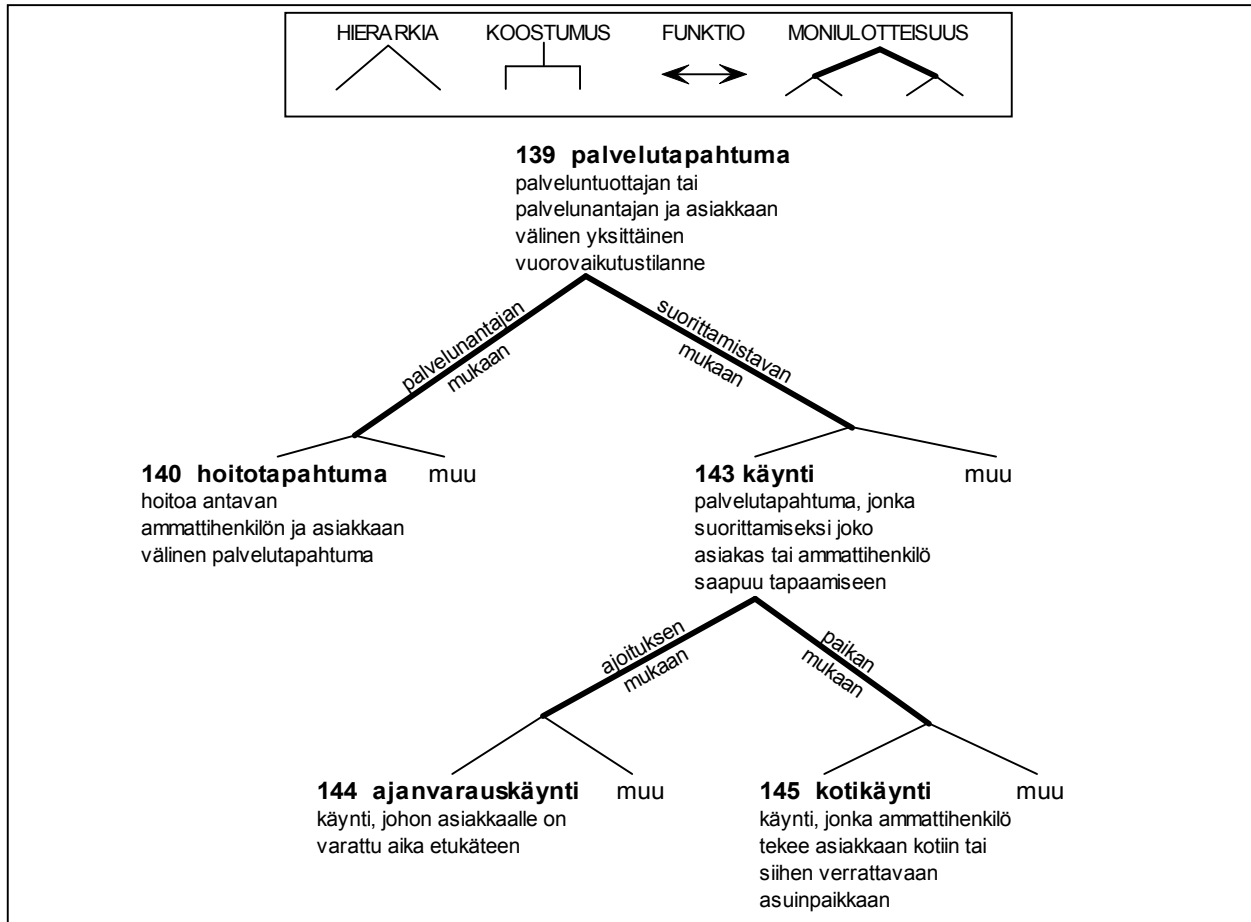 HIERARKIA KOOSTUMUS FUNKTIO MONIULOTTEISUUS
139 palvelutapahtuma
palveluntuottajan tai
palvelunantajan ja asiakkaan
välinen yksittäinen
vuorovaikutustilanne
palvelunantajan
mukaan
suorittamistavan
mukaan
140 hoitotapahtuma
hoitoa antavan
ammattihenkilön ja asiakkaan
välinen palvelutapahtuma
muu
143 käynti
palvelutapahtuma, jonka
suorittamiseksi joko
asiakas tai ammattihenkilö
saapuu tapaamiseen
muu
ajoituksen
mukaan
paikan
mukaan
144 ajanvarauskäynti
käynti, johon asiakkaalle on
varattu aika etukäteen
muu
145 kotikäynti
käynti, jonka ammattihenkilö
tekee asiakkaan kotiin tai
siihen verrattavaan
asuinpaikkaan
muu